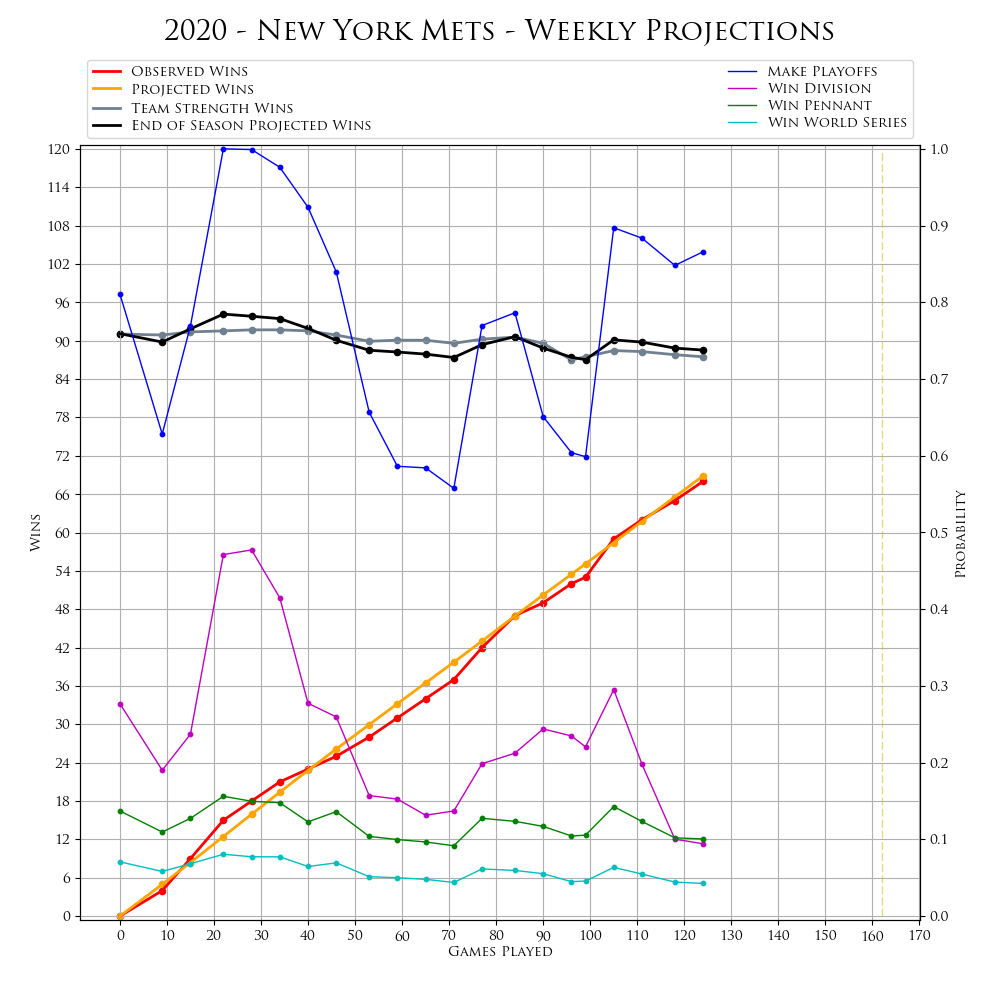 2020 - New York Mets - Weekly Projections
Observed Wins
Projected Wins
Team Strength Wins
End of Season Projected Wins
Make Playoffs
Win Division
Win Pennant
Win World Series
120
114
108
102
96
90
84
78
72
66
60
54
48
42
36
30
24
18
12
6
0
Wins
1.0
0.9
0.8
0.7
0.6
0.5
0.4
0.3
0.2
0.1
0.0
Probability
0 10 20 30 40 50 60 70 80 90 100 110 120 130 140 150 160 170
Games Played